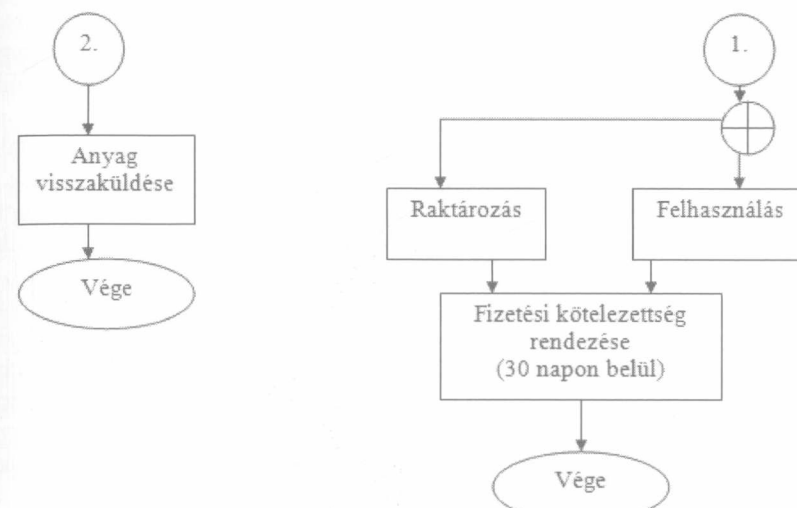 2.
Anyag
visszaküldése
Vége
1.
Raktározás
Felhasználás
Fizetési kötelezettség
rendezése
(30 napon belül)
Vége